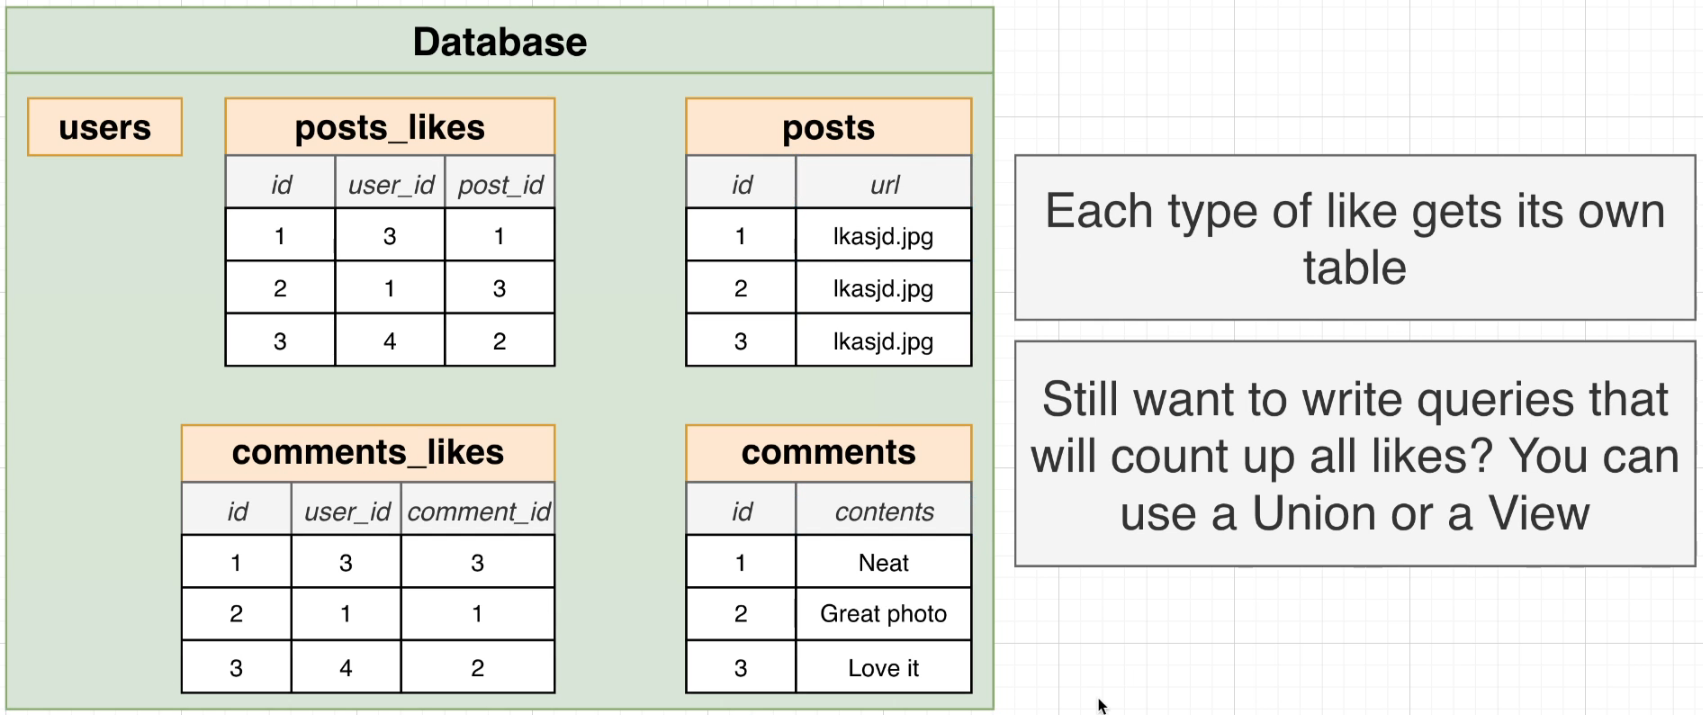 Database
users
posts_likes
id user_id post_id
1 3 1
2 1 3
3 4 2
posts
id url
1 lkasjd.jpg
2 lkasjd.jpg
3 lkasjd.jpg
comments_likes
id user_id comment_id
1 3 3
2 1 1
3 4 2
comments
id contents
1 Neat
2 Great photo
3 Love it
Each type of like gets its own
table
Still want to write queries that
will count up all likes? You can
use a Union or a View